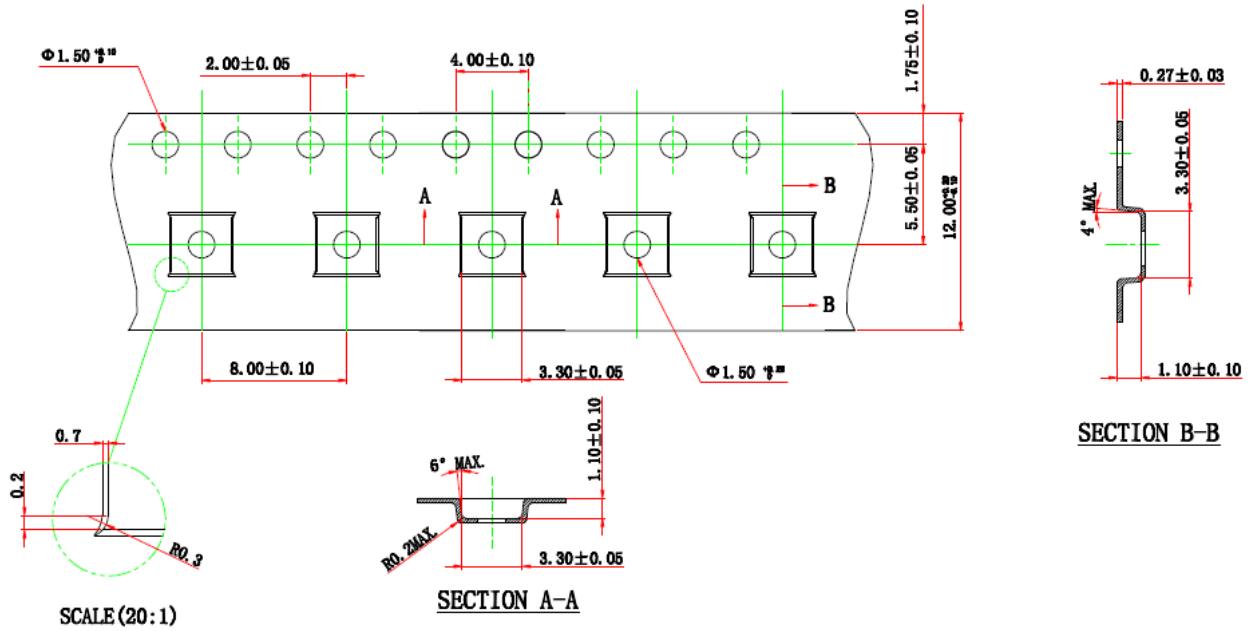 Φ1.50
2.00±0.05
4.00±0.10
1.75±0.10
0.27±0.03
A
A
B
5.50±0.05
12.00
4° MAX.
3.30±0.05
B
8.00±0.10
3.30±0.05
Φ1.50
1.10±0.10
SECTION B-B
0.7
0.2
R0.3
SCALE(20:1)
6° MAX.
1.10±0.10
R0.2MAX.
3.30±0.05
SECTION A-A